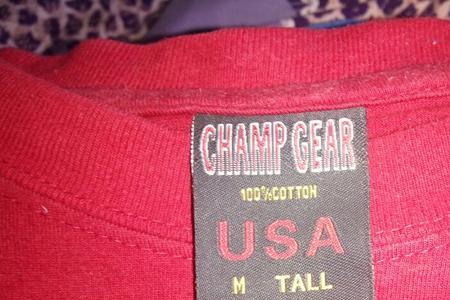 CHAMP GEAR
100%COTTON
USA
M TALL